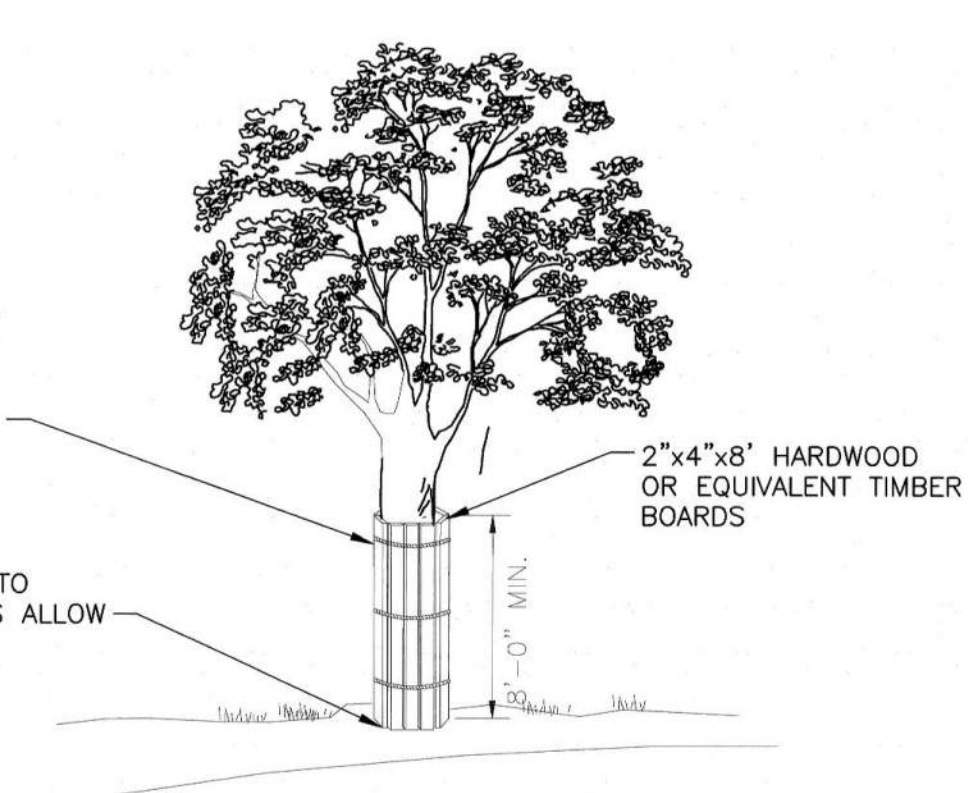 2"x4"x8' HARDWOOD
OR EQUIVALENT TIMBER
BOARDS
8'-0" MIN.
TO
ALLOW